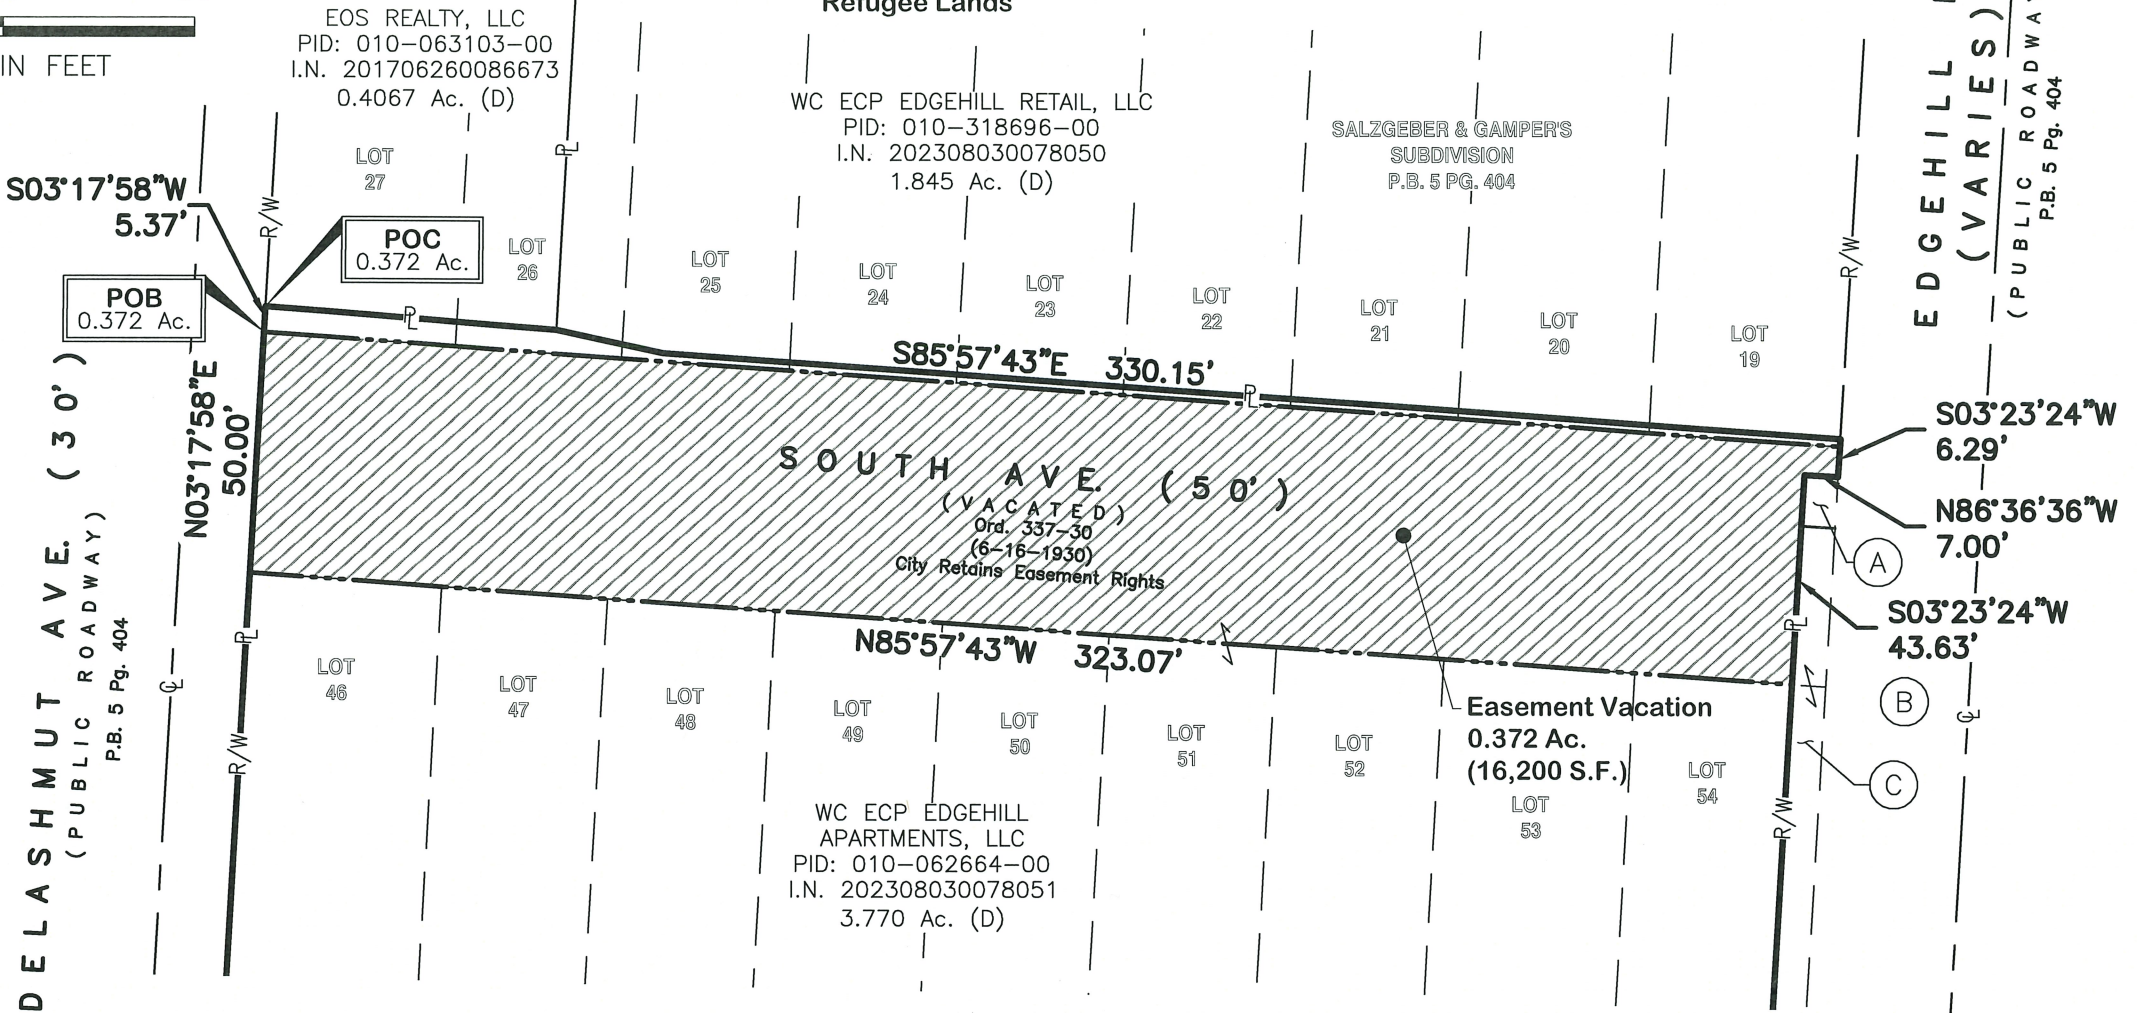 Refugee Lands
IN FEET
EOS REALTY, LLC
PID: 010-063103-00
I.N. 201706260086673
0.4067 Ac. (D)
WC ECP EDGEHILL RETAIL, LLC
PID: 010-318696-00
I.N. 202308030078050
1.845 Ac. (D)
SALZGEBER & GAMPER'S
SUBDIVISION
P.B. 5 PG. 404
EDGEHILL
(VARIES)
(PUBLIC ROADWAY
P.B. 5 Pg. 404
R/W
R/W
PL
LOT
27
LOT
26
LOT
25
LOT
24
LOT
23
LOT
22
LOT
21
LOT
20
LOT
19
S03°17'58"W
5.37'
POC
0.372 Ac.
POB
0.372 Ac.
PL
S85°57'43"E 330.15'
PL
N03°17'58"E
50.00'
S03°23'24"W
6.29'
N86°36'36"W
7.00'
A
S03°23'24"W
43.63'
SOUTH AVE. (50')
(VACATED)
Ord. 337-30
(6-16-1930)
City Retains Easement Rights
N85°57'43"W 323.07'
PL
PL
DELASHMUT AVE. (30')
(PUBLIC ROADWAY)
P.B. 5 Pg. 404
CL
CL
R/W
R/W
B
C
LOT
46
LOT
47
LOT
48
LOT
49
LOT
50
LOT
51
LOT
52
LOT
53
LOT
54
Easement Vacation
0.372 Ac.
(16,200 S.F.)
WC ECP EDGEHILL
APARTMENTS, LLC
PID: 010-062664-00
I.N. 202308030078051
3.770 Ac. (D)